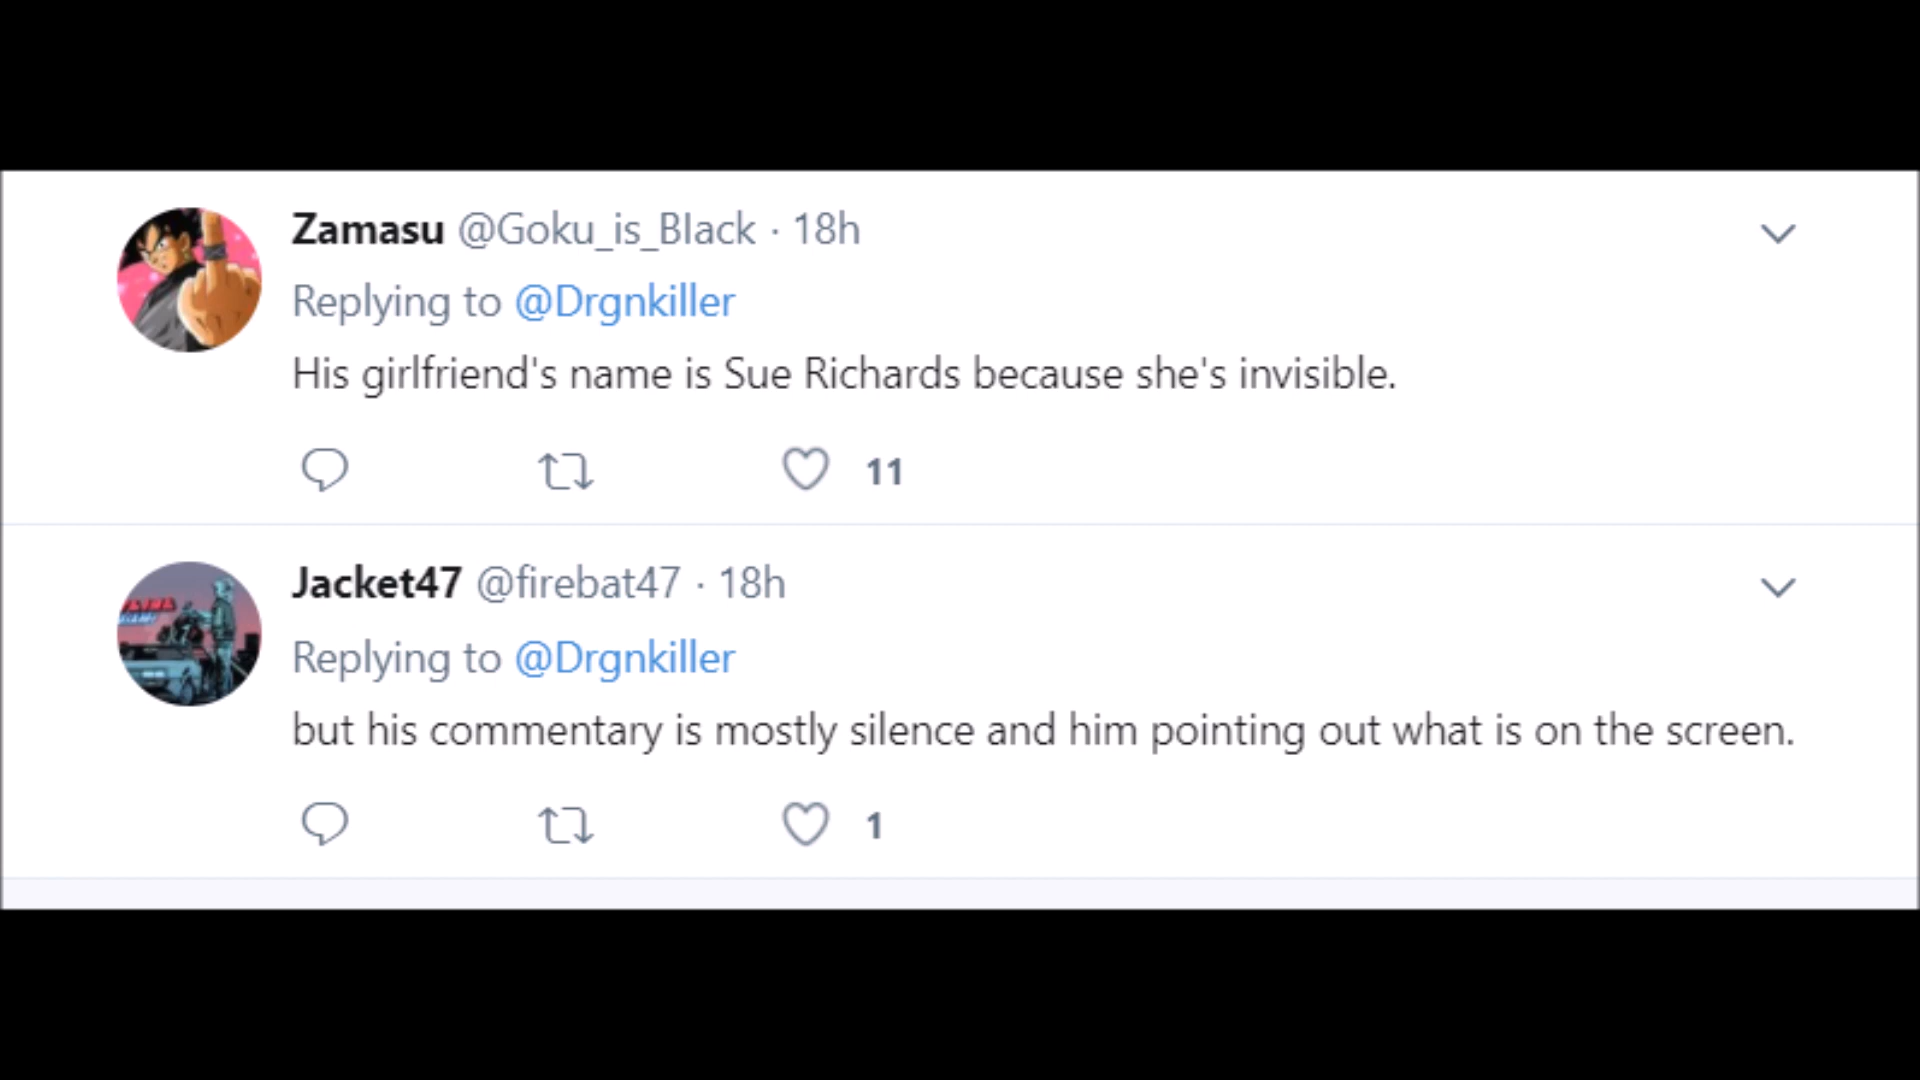 Zamasu @Goku_is_Black · 18h
Replying to @Drgnkiller
His girlfriend's name is Sue Richards because she's invisible.
11
Jacket47 @firebat47 · 18h
Replying to @Drgnkiller
but his commentary is mostly silence and him pointing out what is on the screen.
1